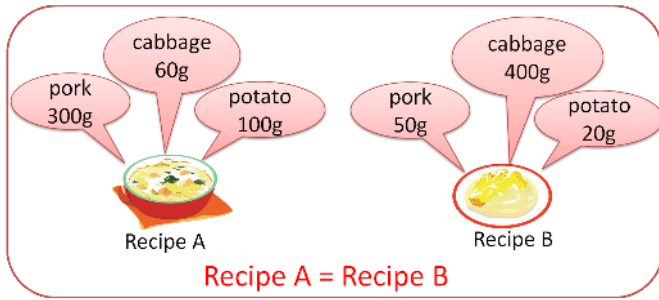 cabbage
60g
pork
300g
potato
100g
Recipe A
cabbage
400g
pork
50g
potato
20g
Recipe B
Recipe A = Recipe B